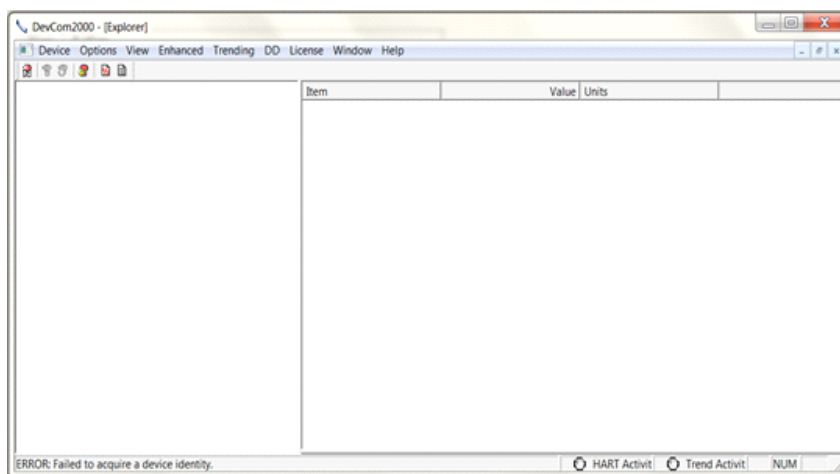 DevCom2000 - [Explorer]
Device Options View Enhanced Trending DD License Window Help
Item Value Units
ERROR: Failed to acquire a device identity. HART Activit Trend Activit NUM